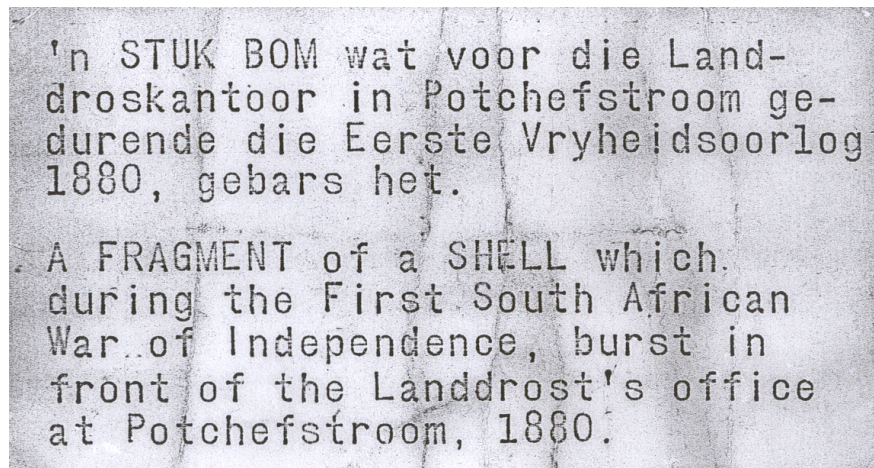 'n STUK BOM wat voor die Land-
droskantoor in Potchefstroom ge-
durende die Eerste Vryheidsoorlog
1880, gebars het.
A FRAGMENT of a SHELL which
during the First South African
War of Independence, burst in
front of the Landdrost's office
at Potchefstroom, 1880.